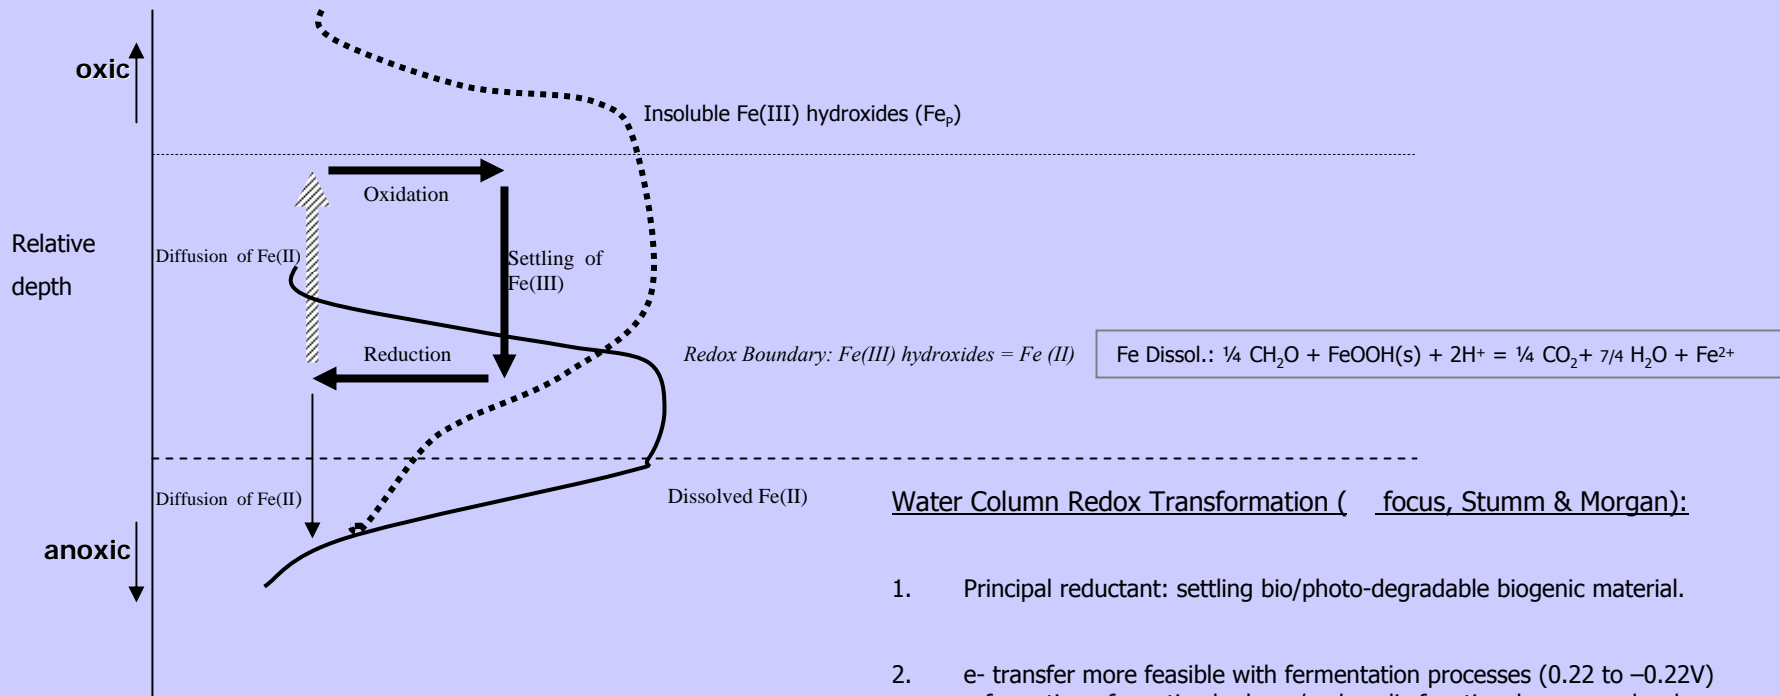 oxic
Insoluble Fe(III) hydroxides (FeP)
Oxidation
Relative
depth
Diffusion of Fe(II)
Settling of
Fe(III)
Reduction
Redox Boundary: Fe(III) hydroxides = Fe (II)
Fe Dissol.: ¼ CH2O + FeOOH(s) + 2H+ = ¼ CO2+ 7/4 H2O + Fe2+
Diffusion of Fe(II)
Dissolved Fe(II)
anoxic
Water Column Redox Transformation ( focus, Stumm & Morgan):
1. Principal reductant: settling bio/photo-degradable biogenic material.
2. e- transfer more feasible with fermentation processes (0.22 to –0.22V)